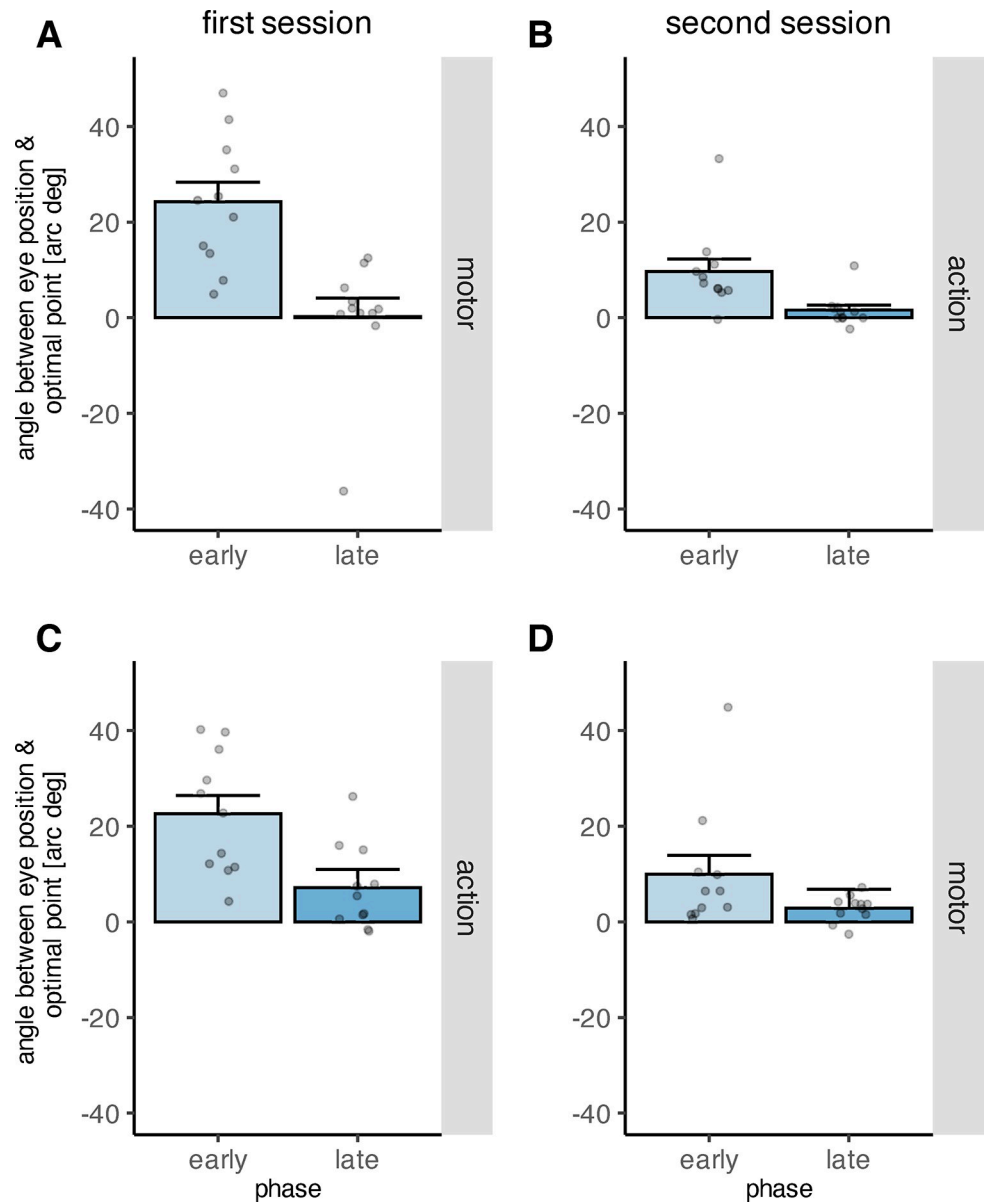 A
first session
B
second session
angle between eye position &
optimal point [arc deg]
40
20
0
-20
-40
early
late
motor
40
20
0
-20
-40
early
late
action
C
D
angle between eye position &
optimal point [arc deg]
40
20
0
-20
-40
early
late
phase
action
40
20
0
-20
-40
early
late
phase
motor